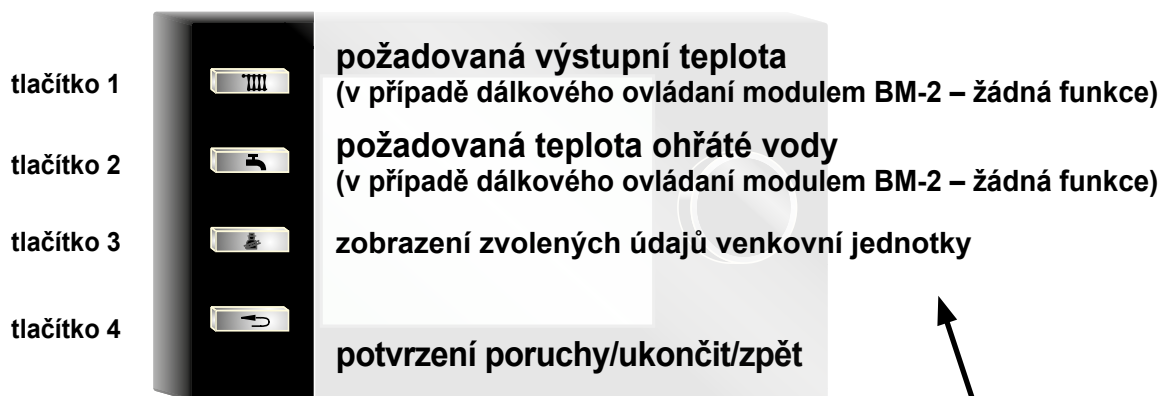 tlačítko 1
požadovaná výstupní teplota
(v případě dálkového ovládaní modulem BM-2 – žádná funkce)
tlačítko 2
požadovaná teplota ohřáté vody
(v případě dálkového ovládaní modulem BM-2 – žádná funkce)
tlačítko 3
zobrazení zvolených údajů venkovní jednotky
tlačítko 4
potvrzení poruchy/ukončit/zpět